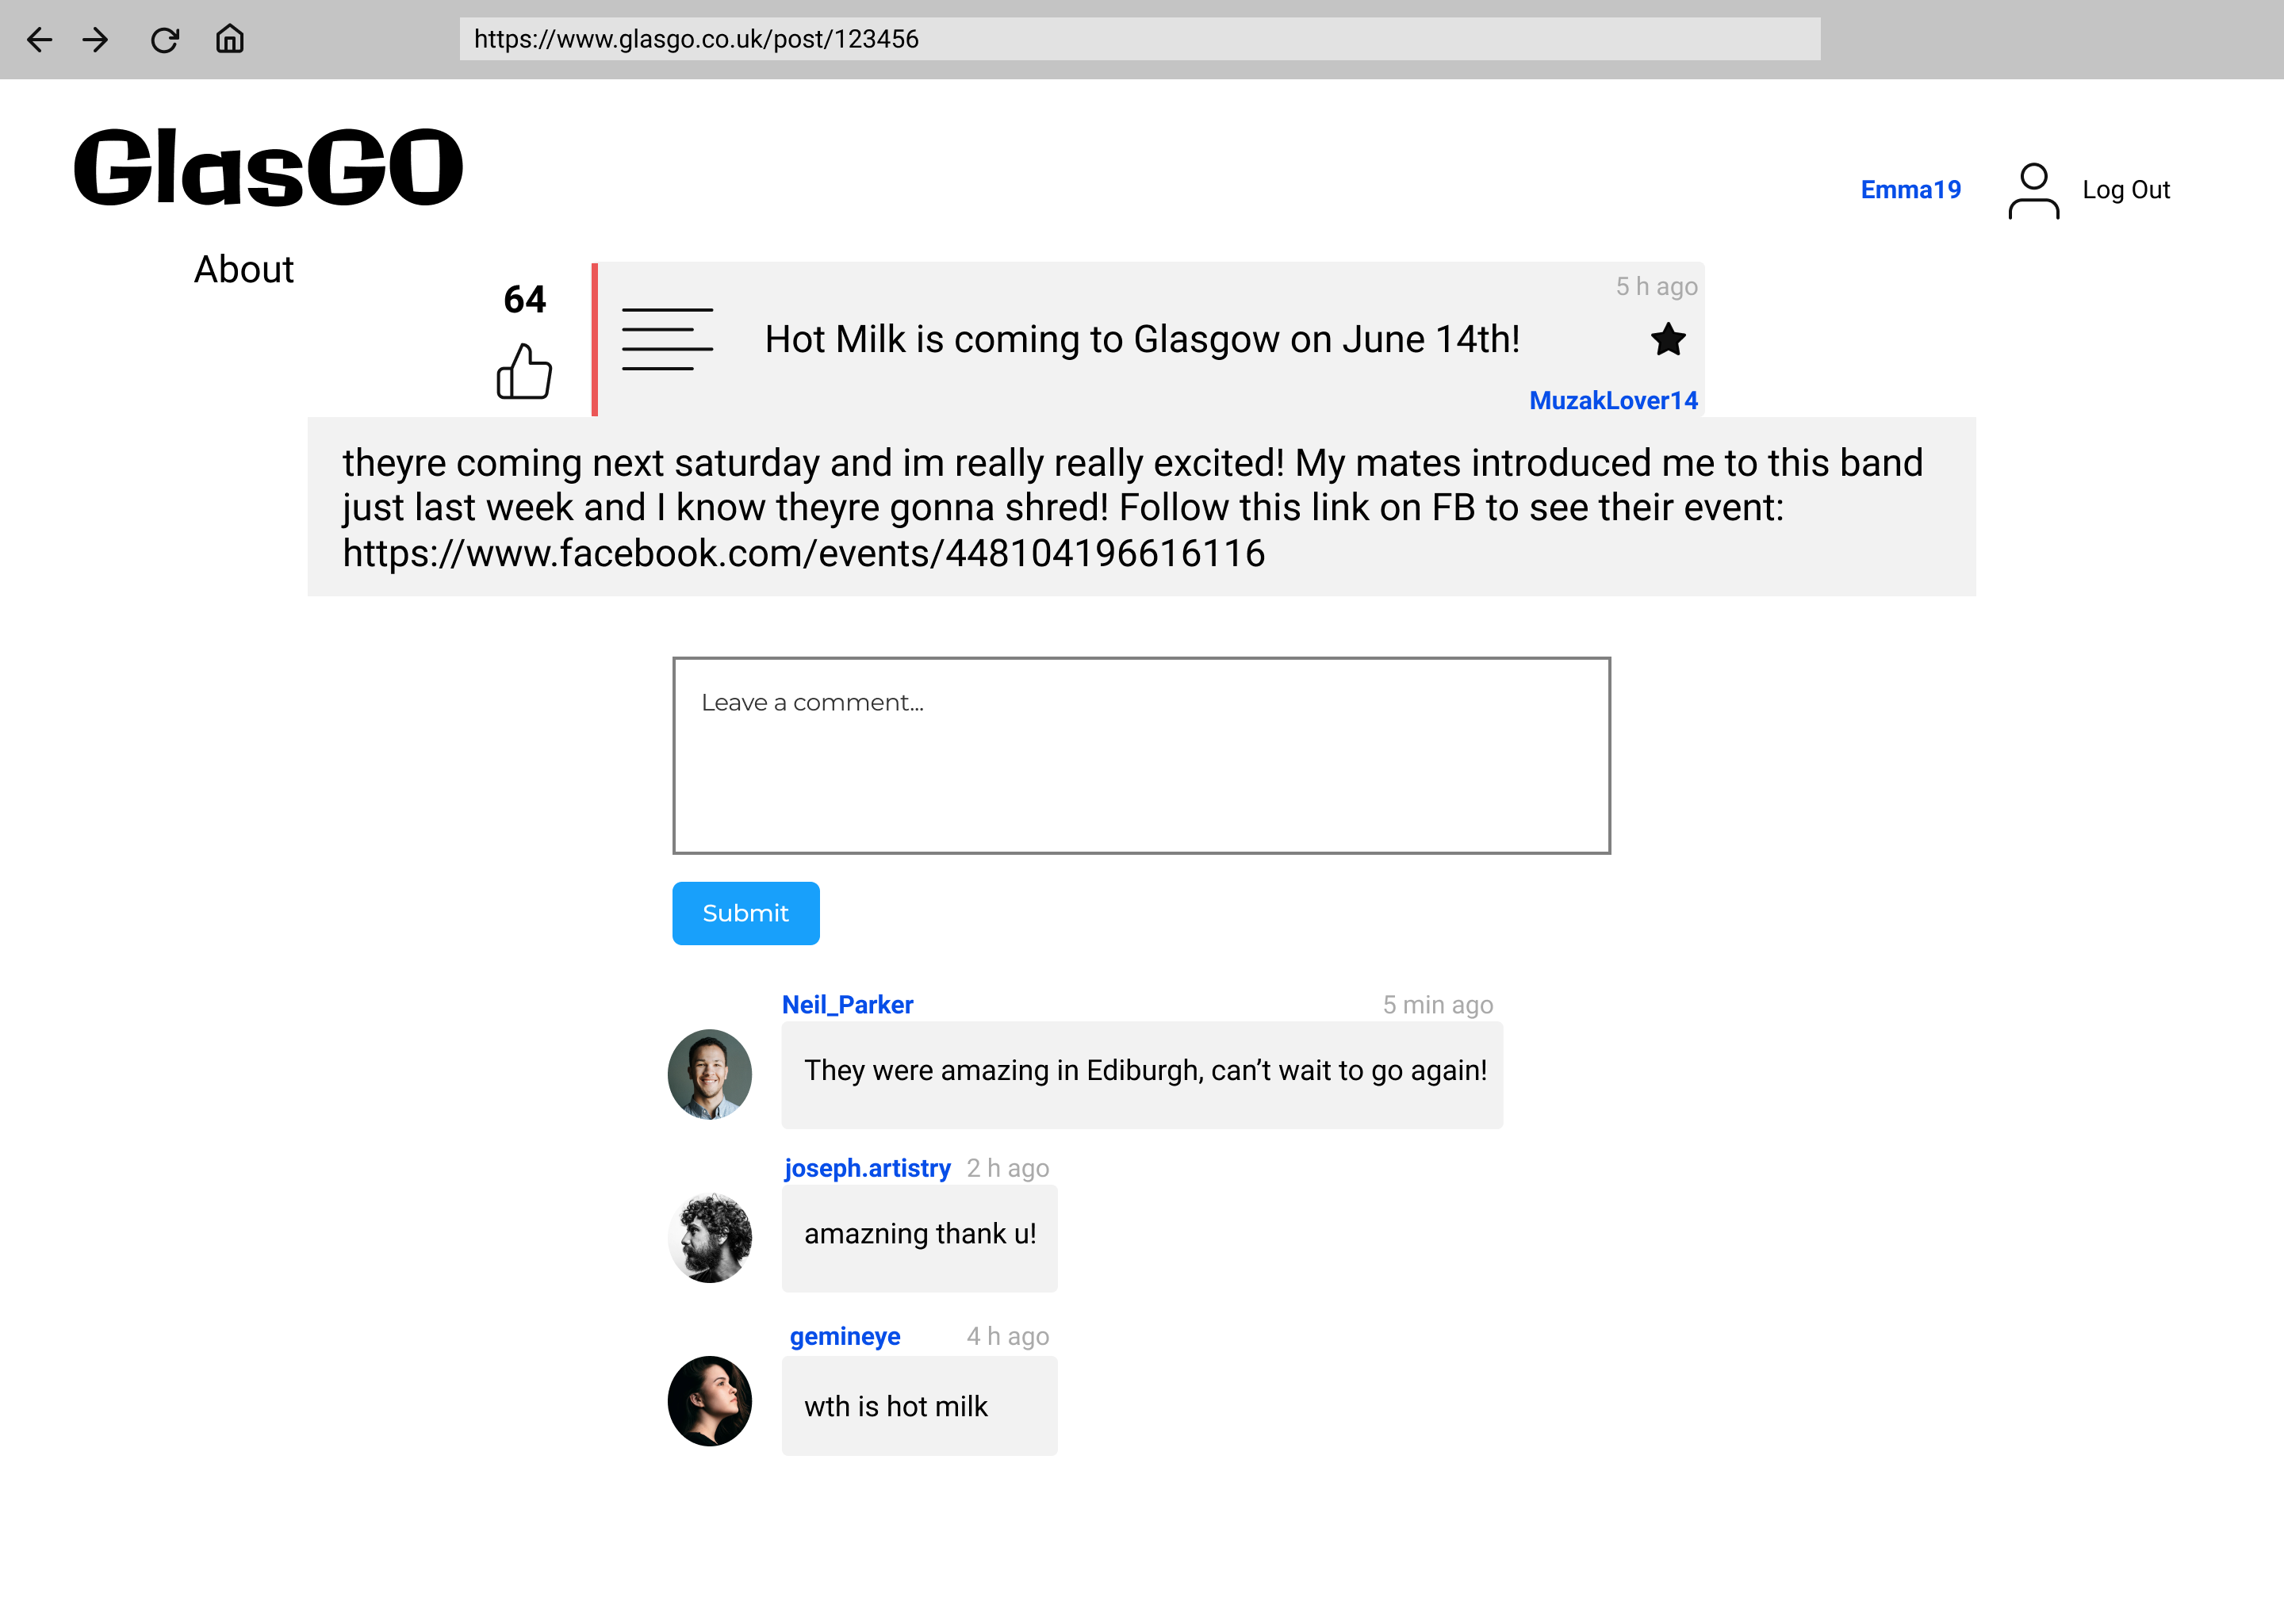 https://www.glasgo.co.uk/post/123456
GlasGO
Emma19
Log Out
About
64
5 h ago
Hot Milk is coming to Glasgow on June 14th!
MuzakLover14
theyre coming next saturday and im really really excited! My mates introduced me to this band
just last week and I know theyre gonna shred! Follow this link on FB to see their event:
https://www.facebook.com/events/448104196616116
Leave a comment...
Submit
Neil_Parker
5 min ago
They were amazing in Ediburgh, can’t wait to go again!
joseph.artistry
2 h ago
amazning thank u!
gemineye
4 h ago
wth is hot milk